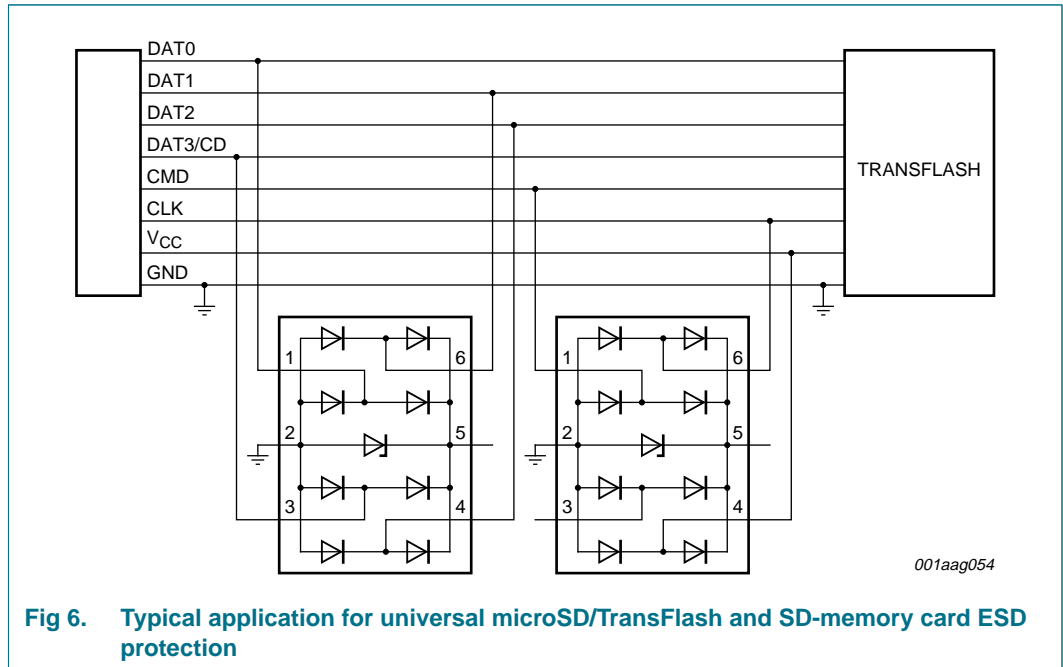 DAT0
DAT1
DAT2
DAT3/CD
CMD
CLK
VCC
GND
TRANSFLASH
1
6
2
5
3
4
1
6
2
5
3
4
001aag054
Fig 6. Typical application for universal microSD/TransFlash and SD-memory card ESD
protection